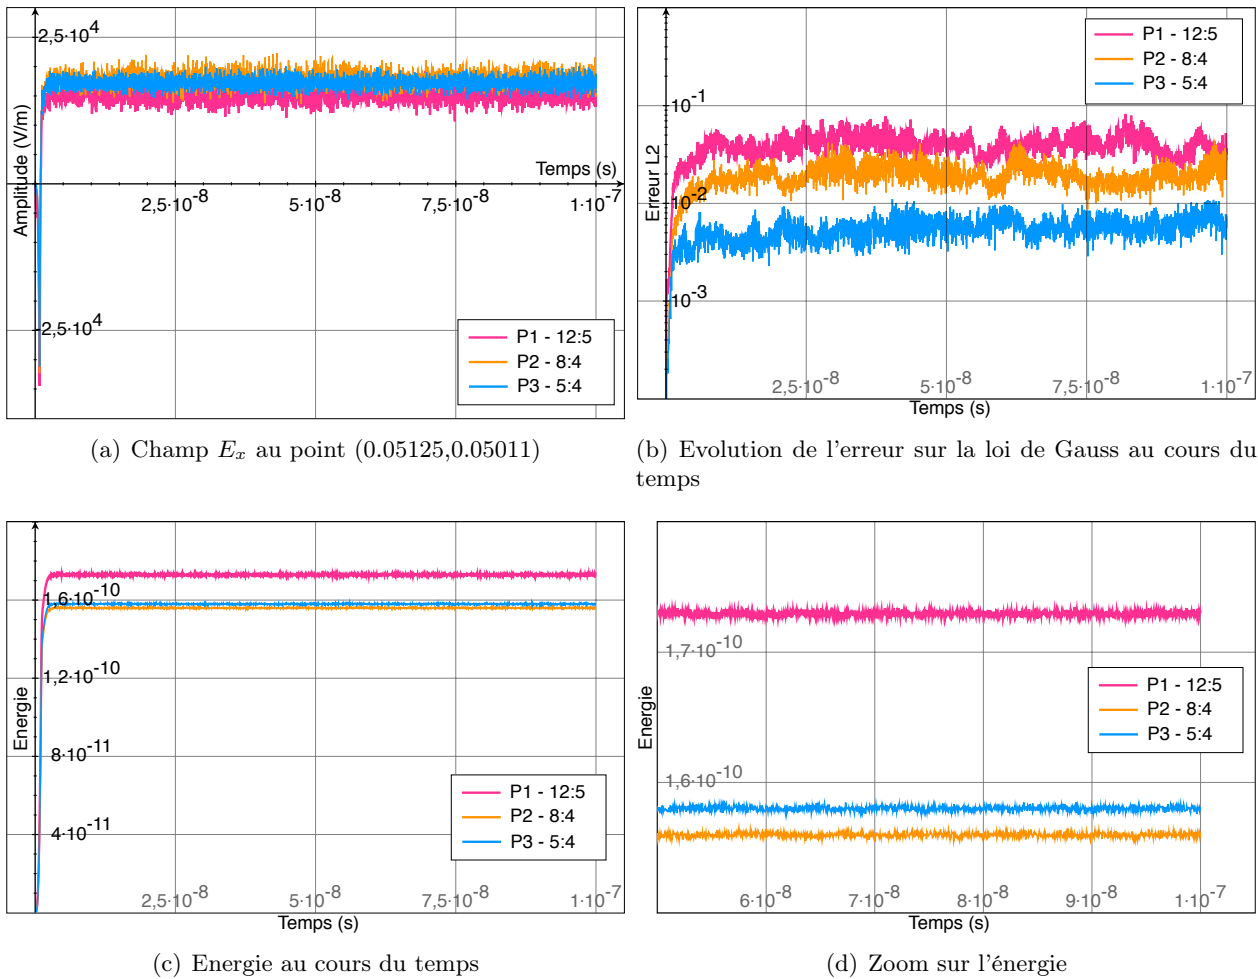 2,5·10⁴
Amplitude (V/m)
Temps (s)
2,5·10⁻⁸
5·10⁻⁸
7,5·10⁻⁸
1·10⁻⁷
-2,5·10⁴
P1 - 12:5
P2 - 8:4
P3 - 5:4
(a) Champ Eₓ au point (0.05125,0.05011)
P1 - 12:5
P2 - 8:4
P3 - 5:4
10⁻¹
Erreur L2
10⁻²
10⁻³
2,5·10⁻⁸
5·10⁻⁸
7,5·10⁻⁸
1·10⁻⁷
Temps (s)
(b) Evolution de l'erreur sur la loi de Gauss au cours du
temps
1,6·10⁻¹⁰
1,2·10⁻¹⁰
Energie
8·10⁻¹¹
4·10⁻¹¹
P1 - 12:5
P2 - 8:4
P3 - 5:4
2,5·10⁻⁸
5·10⁻⁸
7,5·10⁻⁸
1·10⁻⁷
Temps (s)
(c) Energie au cours du temps
1,7·10⁻¹⁰
Energie
P1 - 12:5
P2 - 8:4
P3 - 5:4
1,6·10⁻¹⁰
6·10⁻⁸
7·10⁻⁸
8·10⁻⁸
9·10⁻⁸
1·10⁻⁷
Temps (s)
(d) Zoom sur l'énergie